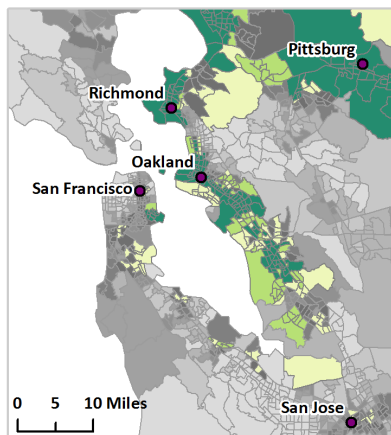 Pittsburg
Richmond
Oakland
San Francisco
0 5 10 Miles
San Jose